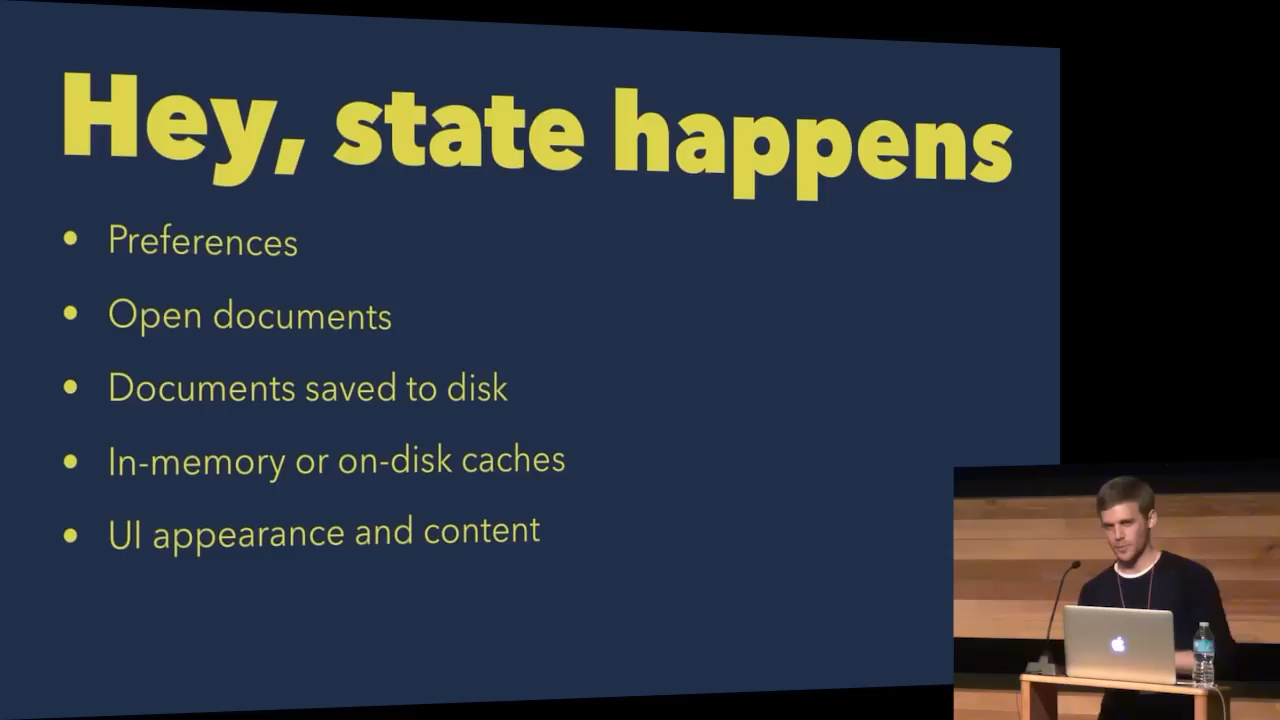 Hey, state happens
• Preferences
• Open documents
• Documents saved to disk
• In-memory or on-disk caches
• UI appearance and content